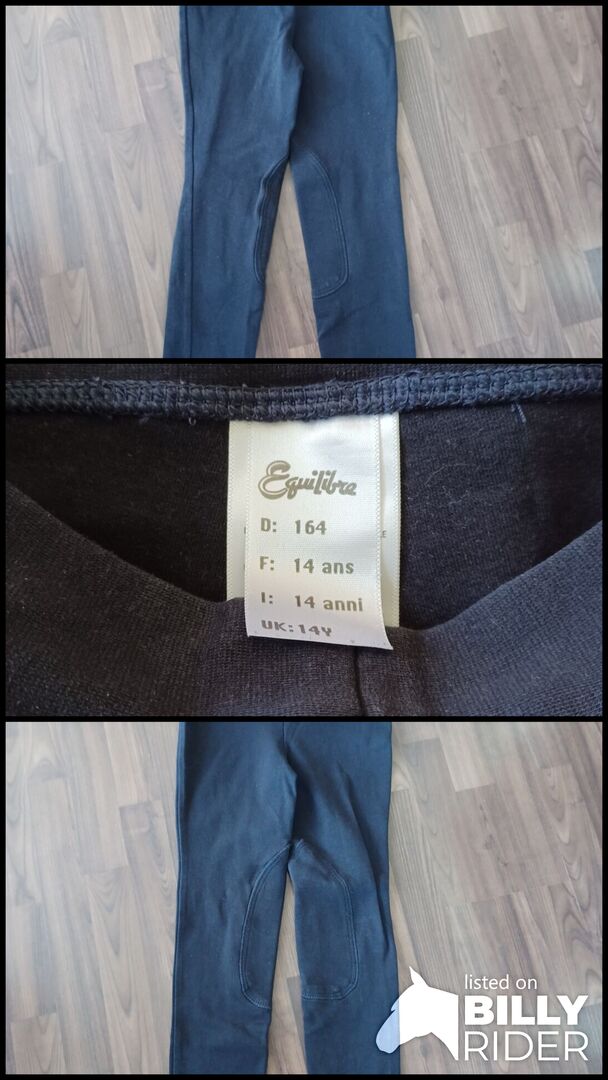 EquiLibre
D: 164
F: 14 ans
I: 14 anni
UK: 14Y
listed on
BILLY
RIDER